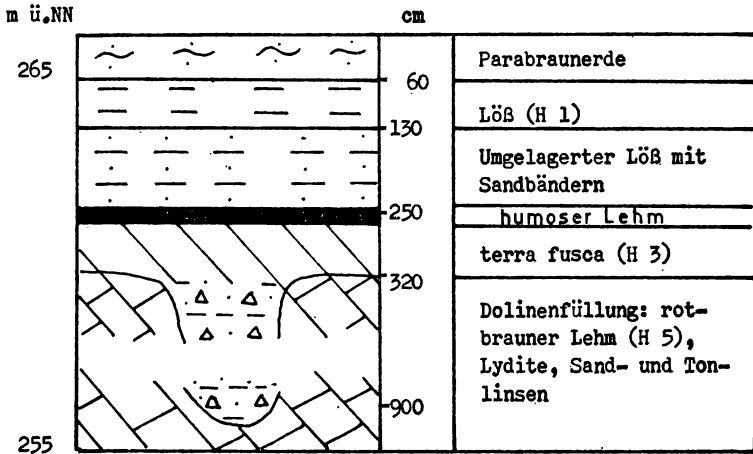 m ü.NN
cm
265
Parabraunerde
60
Löß (H 1)
130
Umgelagerter Löß mit
Sandbändern
250
humoser Lehm
terra fusca (H 3)
320
Dolinenfüllung: rot-
brauner Lehm (H 5),
Lydite, Sand- und Ton-
linsen
900
255